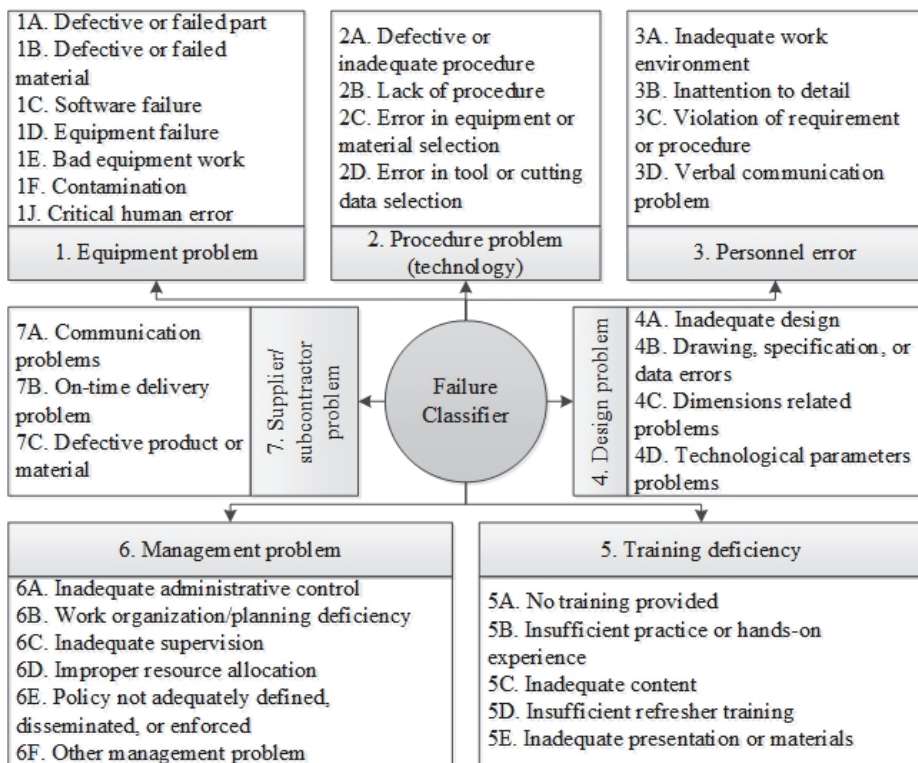 1A. Defective or failed part
1B. Defective or failed
material
1C. Software failure
1D. Equipment failure
1E. Bad equipment work
1F. Contamination
1J. Critical human error
1. Equipment problem
2A. Defective or
inadequate procedure
2B. Lack of procedure
2C. Error in equipment or
material selection
2D. Error in tool or cutting
data selection
2. Procedure problem
(technology)
3A. Inadequate work
environment
3B. Inattention to detail
3C. Violation of requirement
or procedure
3D. Verbal communication
problem
3. Personnel error
7A. Communication
problems
7B. On-time delivery
problem
7C. Defective product or
material
7. Supplier/
subcontractor
problem
Failure
Classifier
4. Design problem
4A. Inadequate design
4B. Drawing, specification, or
data errors
4C. Dimensions related
problems
4D. Technological parameters
problems
6. Management problem
6A. Inadequate administrative control
6B. Work organization/planning deficiency
6C. Inadequate supervision
6D. Improper resource allocation
6E. Policy not adequately defined,
disseminated, or enforced
6F. Other management problem
5. Training deficiency
5A. No training provided
5B. Insufficient practice or hands-on
experience
5C. Inadequate content
5D. Insufficient refresher training
5E. Inadequate presentation or materials